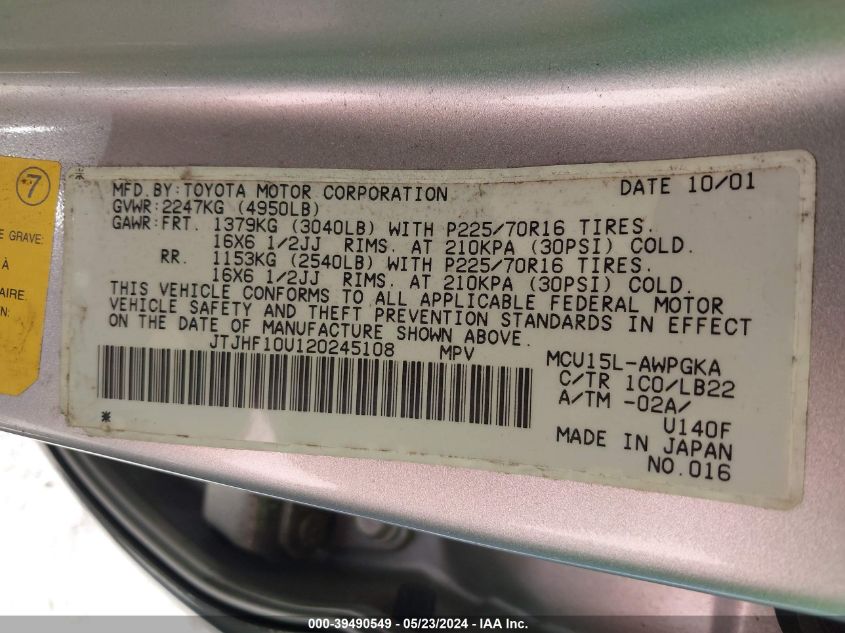 7
E GRAVE:
À
AIRE
N:
MFD.BY:TOYOTA MOTOR CORPORATION DATE 10/01
GVWR:2247KG (4950LB)
GAWR:FRT. 1379KG (3040LB) WITH P225/70R16 TIRES.
16X6 1/2JJ RIMS. AT 210KPA (30PSI) COLD.
RR. 1153KG (2540LB) WITH P225/70R16 TIRES.
16X6 1/2JJ RIMS. AT 210KPA (30PSI) COLD.
THIS VEHICLE CONFORMS TO ALL APPLICABLE FEDERAL MOTOR
VEHICLE SAFETY AND THEFT PREVENTION STANDARDS IN EFFECT
ON THE DATE OF MANUFACTURE SHOWN ABOVE.
JTJHF10U120245108 MPV
MCU15L-AWPGKA
C/TR 1C0/LB22
A/TM -02A/
U140F
MADE IN JAPAN
NO.016
*
000-39490549 - 05/23/2024 - IAA Inc.